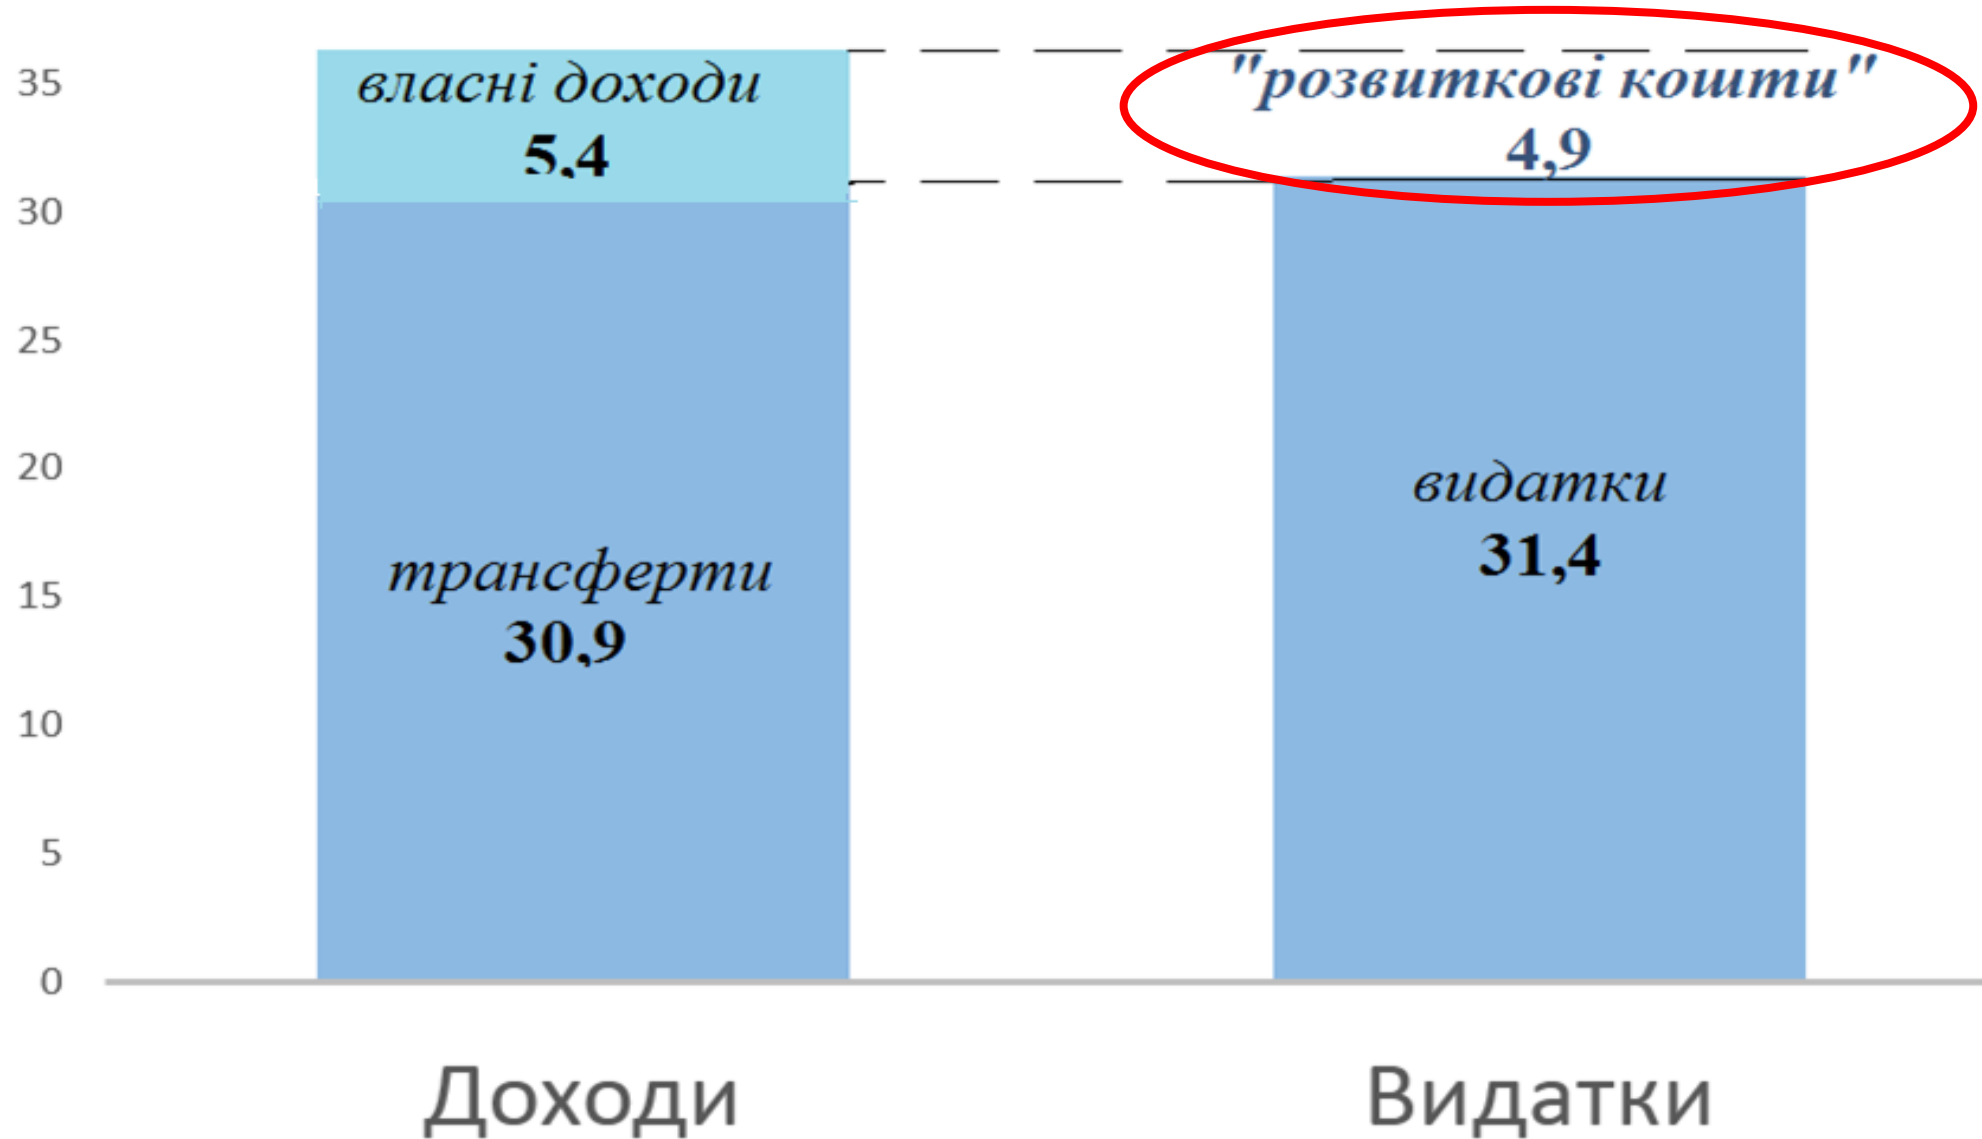 35
30
25
20
15
10
5
0
власні доходи
5,4
трансферти
30,9
"розвиткові кошти"
4,9
видатки
31,4
Доходи
Видатки